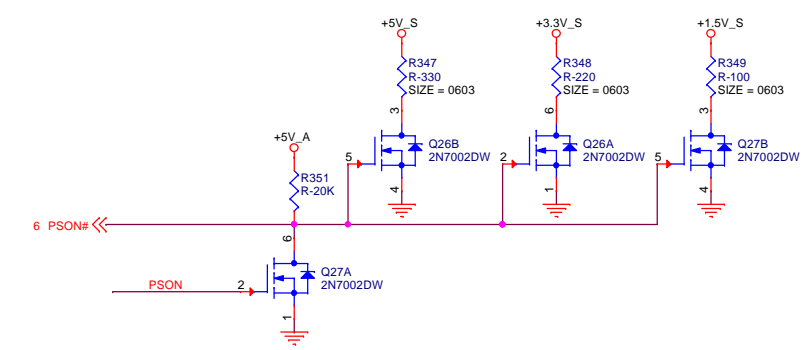 +5V_S
+3.3V_S
+1.5V_S
R347
R-330
SIZE = 0603
R348
R-220
SIZE = 0603
R349
R-100
SIZE = 0603
3
6
3
5
Q26B
2N7002DW
2
Q26A
2N7002DW
5
Q27B
2N7002DW
4
1
4
+5V_A
R351
R-20K
6 PSON#
6
PSON
2
Q27A
2N7002DW
1